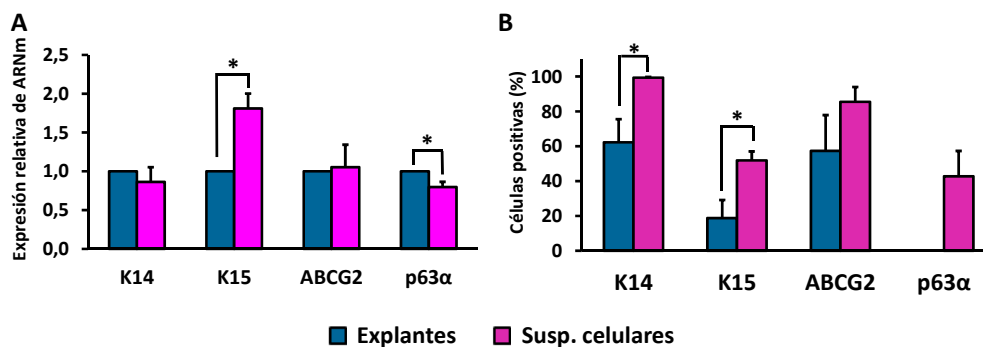 A
Expresión relativa de ARNm
2,5
2,0
1,5
1,0
0,5
0,0
*
*
K14 K15 ABCG2 p63α
B
Células positivas (%)
100
80
60
40
20
0
*
*
K14 K15 ABCG2 p63α
Explantes Susp. celulares